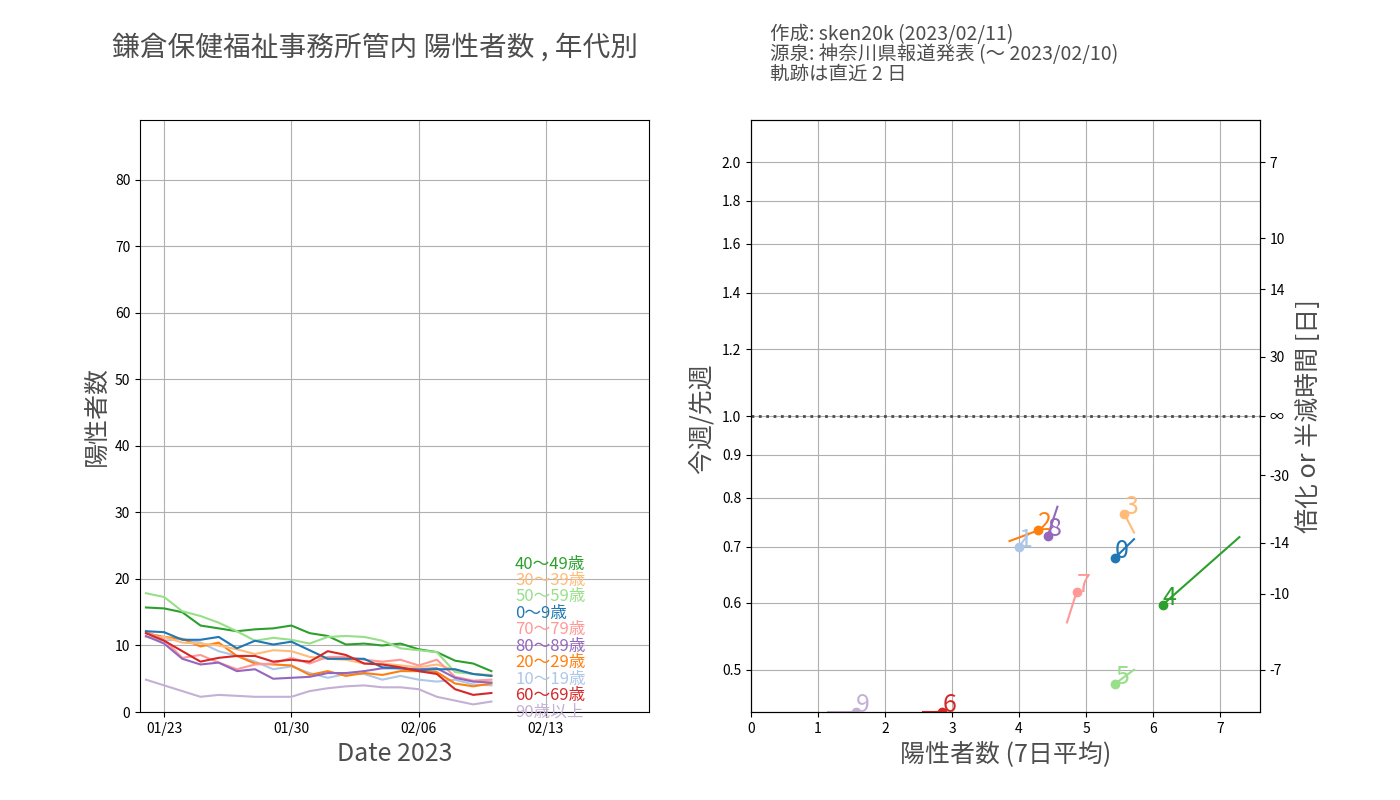 鎌倉保健福祉事務所管内 陽性者数 , 年代別
作成: sken20k (2023/02/11)
源泉: 神奈川県報道発表 (〜 2023/02/10)
軌跡は直近 2 日
陽性者数
80
70
60
50
40
30
20
10
0
40〜49歳
30〜39歳
50〜59歳
0〜9歳
70〜79歳
80〜89歳
20〜29歳
10〜19歳
60〜69歳
90歳以上
01/23
01/30
02/06
02/13
Date 2023
今週/先週
2.0
1.8
1.6
1.4
1.2
1.0
0.9
0.8
0.7
0.6
0.5
3
2
8
1
0
7
4
5
9
6
0
1
2
3
4
5
6
7
陽性者数 (7日平均)
7
10
14
30
∞
-30
-14
-10
-7
倍化 or 半減時間 [日]